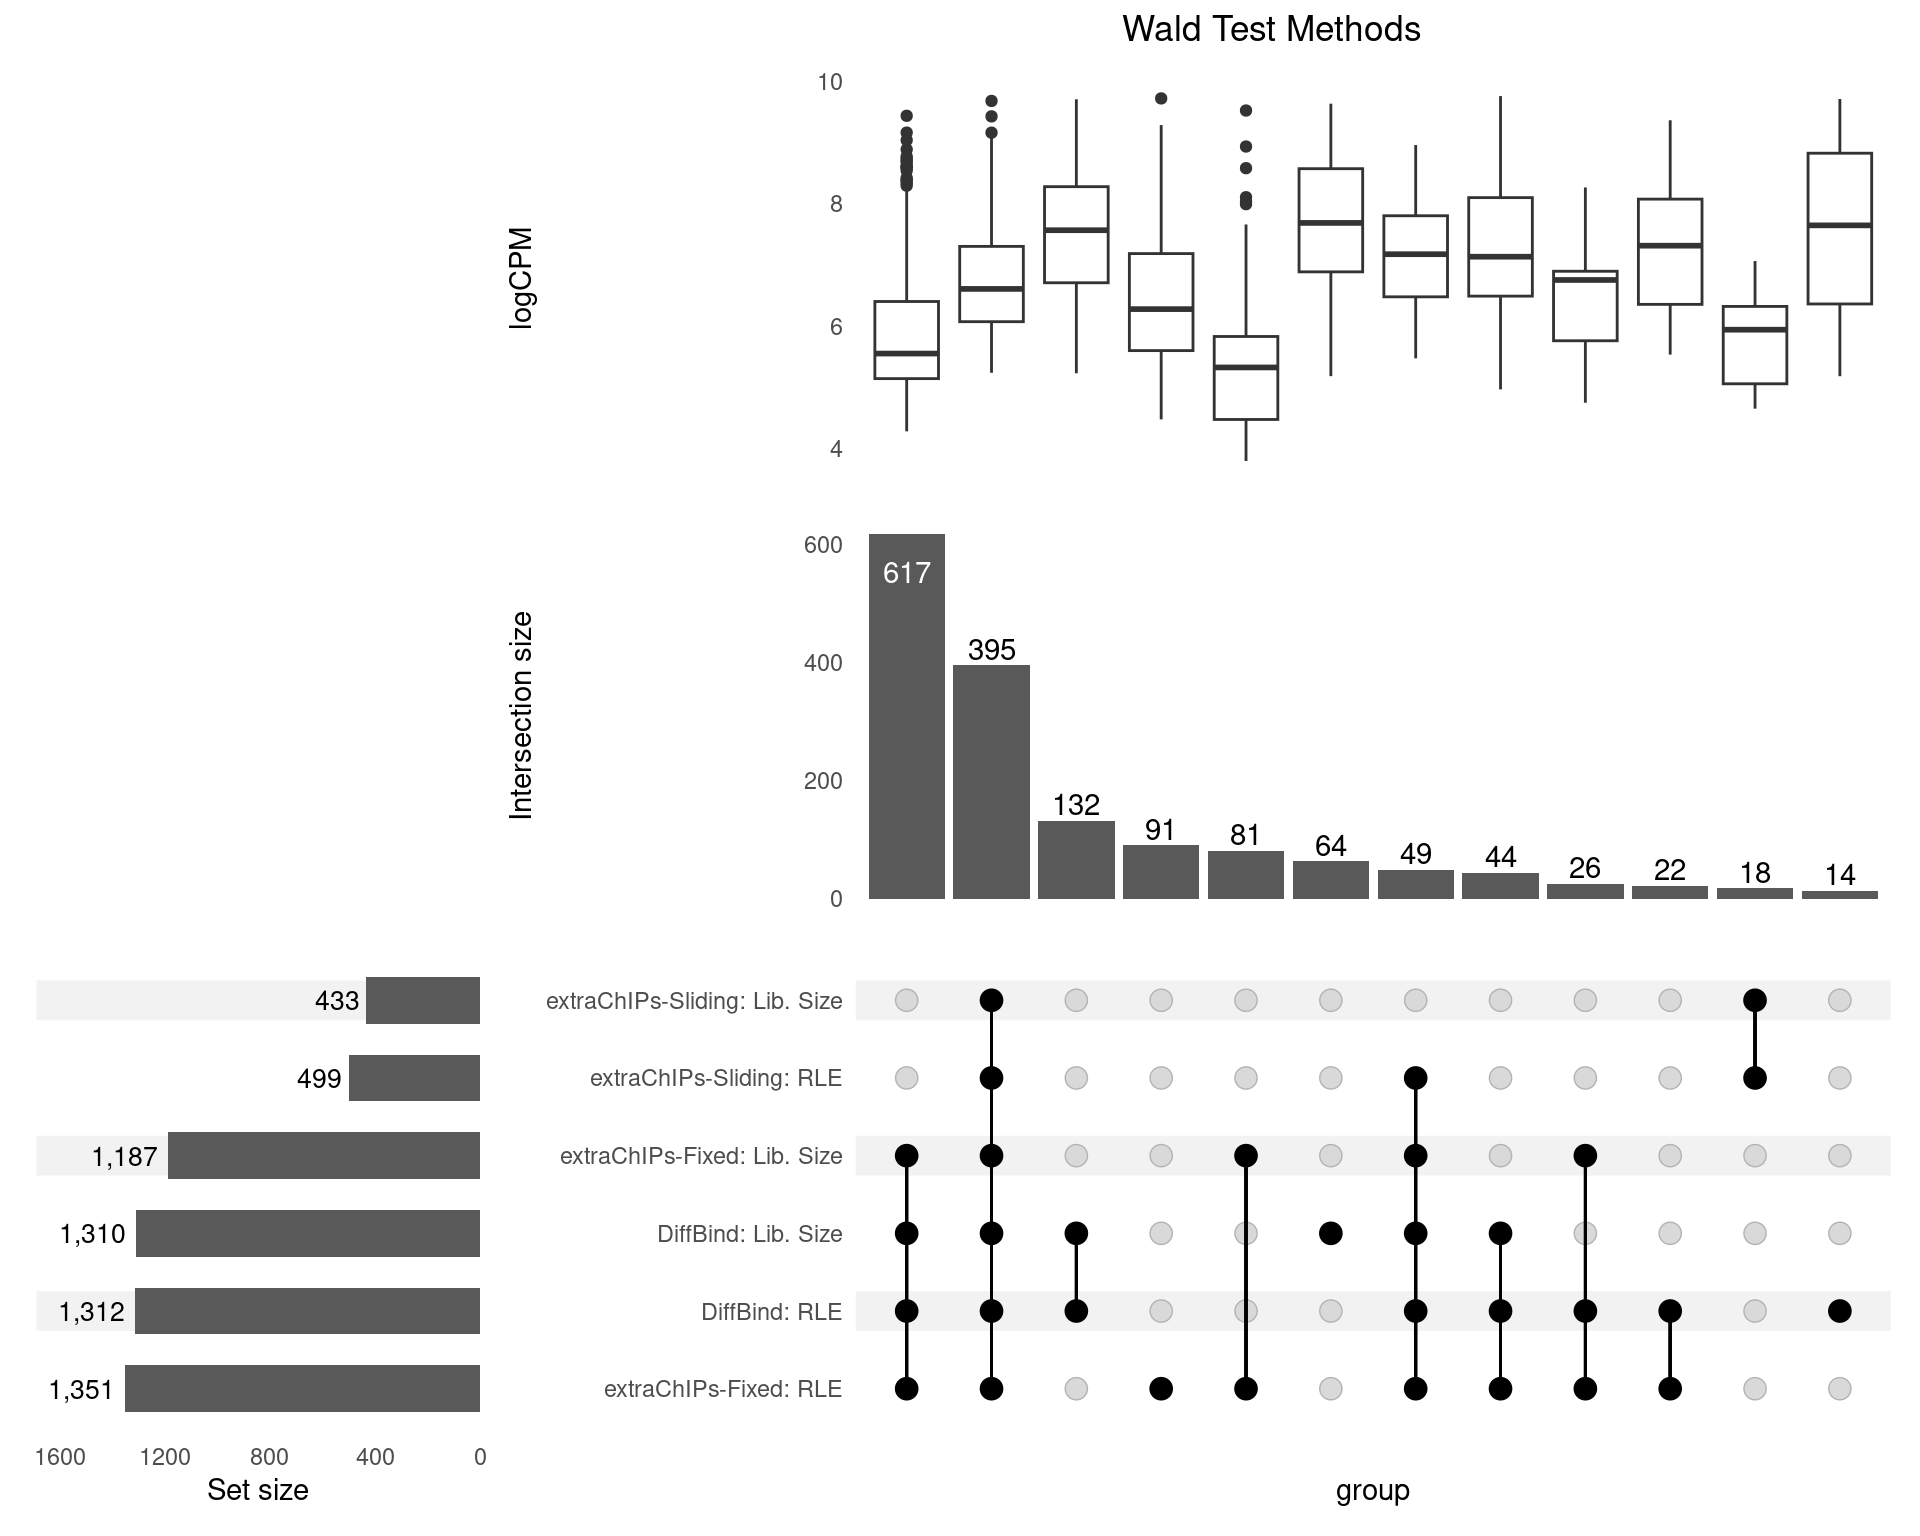 Wald Test Methods
10
8
6
4
logCPM
600
400
200
0
Intersection size
617
395
132
91
81
64
49
44
26
22
18
14
433
499
1,187
1,310
1,312
1,351
extraChIPs-Sliding: Lib. Size
extraChIPs-Sliding: RLE
extraChIPs-Fixed: Lib. Size
DiffBind: Lib. Size
DiffBind: RLE
extraChIPs-Fixed: RLE
1600 1200 800 400 0
Set size
group